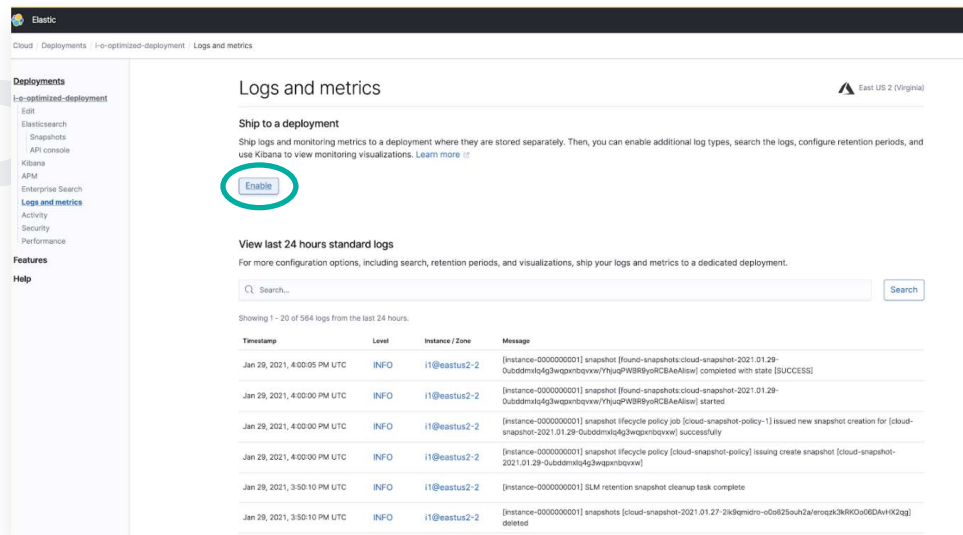 Elastic
Cloud / Deployments / i-o-optimized-deployment / Logs and metrics
Deployments
i-o-optimized-deployment
Edit
Elasticsearch
Snapshots
API console
Kibana
APM
Enterprise Search
Logs and metrics
Activity
Security
Performance
Features
Help
Logs and metrics
East US 2 (Virginia)
Ship to a deployment
Ship logs and monitoring metrics to a deployment where they are stored separately. Then, you can enable additional log types, search the logs, configure retention periods, and
use Kibana to view monitoring visualizations. Learn more
Enable
View last 24 hours standard logs
For more configuration options, including search, retention periods, and visualizations, ship your logs and metrics to a dedicated deployment.
Search...
Search
Showing 1 - 20 of 564 logs from the last 24 hours.
Timestamp Level Instance / Zone Message
Jan 29, 2021, 4:00:05 PM UTC INFO i1@eastus2-2 [instance-0000000001] snapshot [found-snapshots:cloud-snapshot-2021.01.29-
0ubddmxlq4g3wqpxnbqvxw/YhjuqPWBR9yoRCBAeAlisw] completed with state [SUCCESS]
Jan 29, 2021, 4:00:00 PM UTC INFO i1@eastus2-2 [instance-0000000001] snapshot [found-snapshots:cloud-snapshot-2021.01.29-
0ubddmxlq4g3wqpxnbqvxw/YhjuqPWBR9yoRCBAeAlisw] started
Jan 29, 2021, 4:00:00 PM UTC INFO i1@eastus2-2 [instance-0000000001] snapshot lifecycle policy job [cloud-snapshot-policy-1] issued new snapshot creation for [cloud-
snapshot-2021.01.29-0ubddmxlq4g3wqpxnbqvxw] successfully
Jan 29, 2021, 4:00:00 PM UTC INFO i1@eastus2-2 [instance-0000000001] snapshot lifecycle policy [cloud-snapshot-policy] issuing create snapshot [cloud-snapshot-
2021.01.29-0ubddmxlq4g3wqpxnbqvxw]
Jan 29, 2021, 3:50:10 PM UTC INFO i1@eastus2-2 [instance-0000000001] SLM retention snapshot cleanup task complete
Jan 29, 2021, 3:50:10 PM UTC INFO i1@eastus2-2 [instance-0000000001] snapshots [cloud-snapshot-2021.01.27-2ik9qmidro-o0o825ouh2a/eroqzk3kRKOo06DAvHX2qg]
deleted